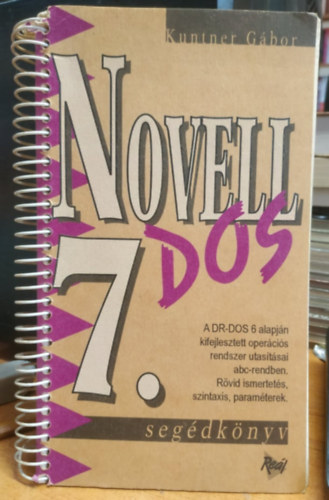 Kuntner Gábor
NOVELL
DOS
7.
A DR-DOS 6 alapján
kifejlesztett operációs
rendszer utasításai
abc-rendben.
Rövid ismertetés,
szintaxis, paraméterek.
segédkönyv
Reál